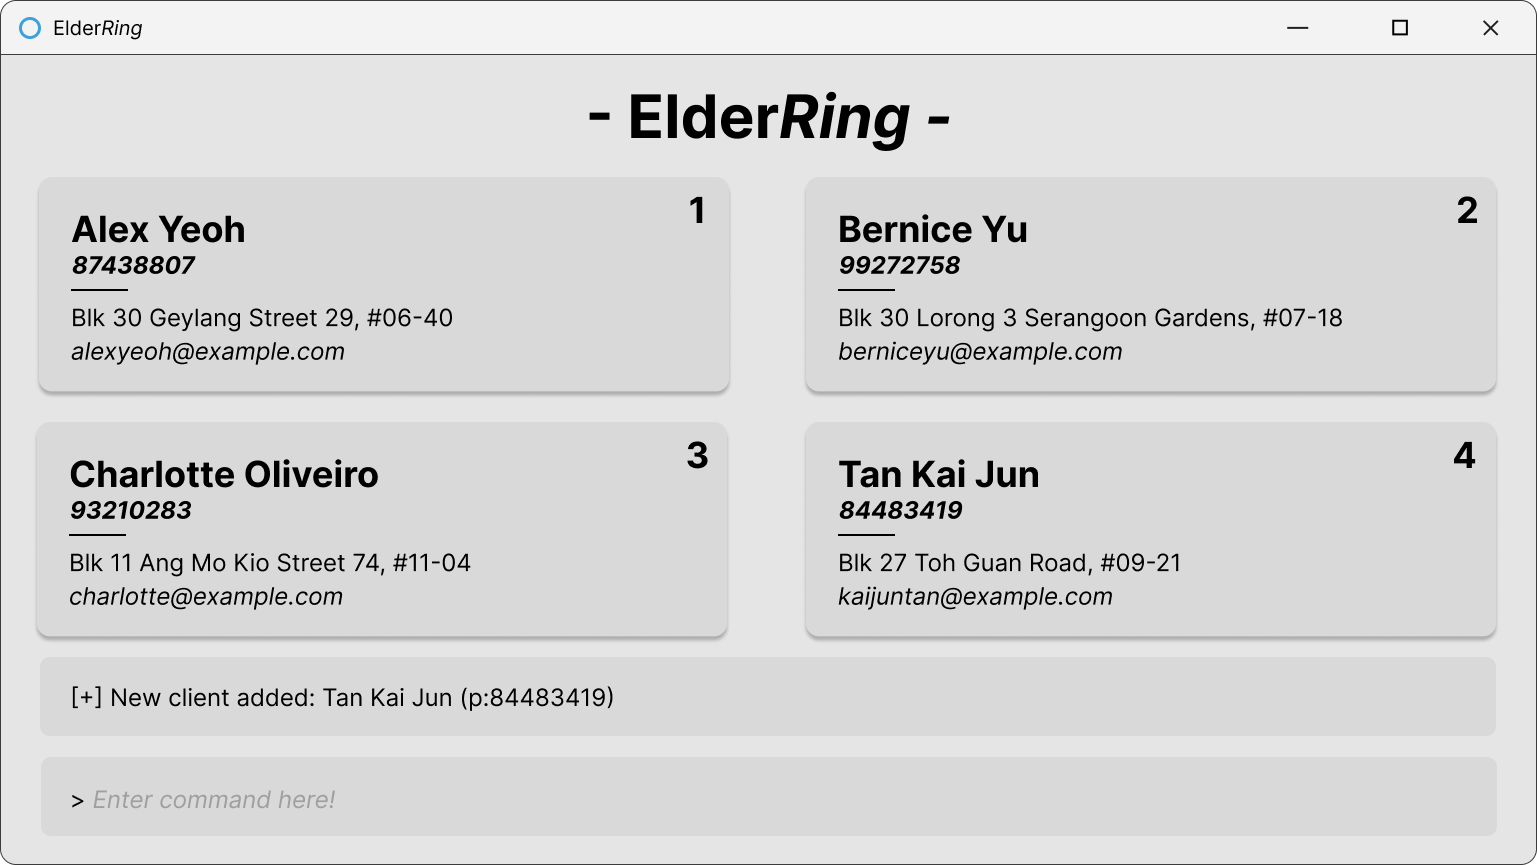 ElderRing
- ElderRing -
1
Alex Yeoh
87438807
Blk 30 Geylang Street 29, #06-40
alexyeoh@example.com
2
Bernice Yu
99272758
Blk 30 Lorong 3 Serangoon Gardens, #07-18
berniceyu@example.com
3
Charlotte Oliveiro
93210283
Blk 11 Ang Mo Kio Street 74, #11-04
charlotte@example.com
4
Tan Kai Jun
84483419
Blk 27 Toh Guan Road, #09-21
kaijuntan@example.com
[+] New client added: Tan Kai Jun (p:84483419)
> Enter command here!